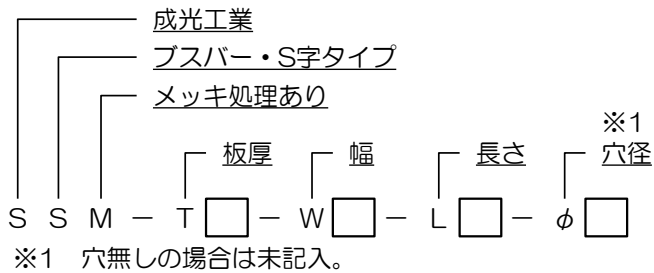 成光工業
ブスバー・S字タイプ
メッキ処理あり
※1
板厚 幅 長さ 穴径
S S M － T□－ W□－ L□－ φ□
※1 穴無しの場合は未記入。